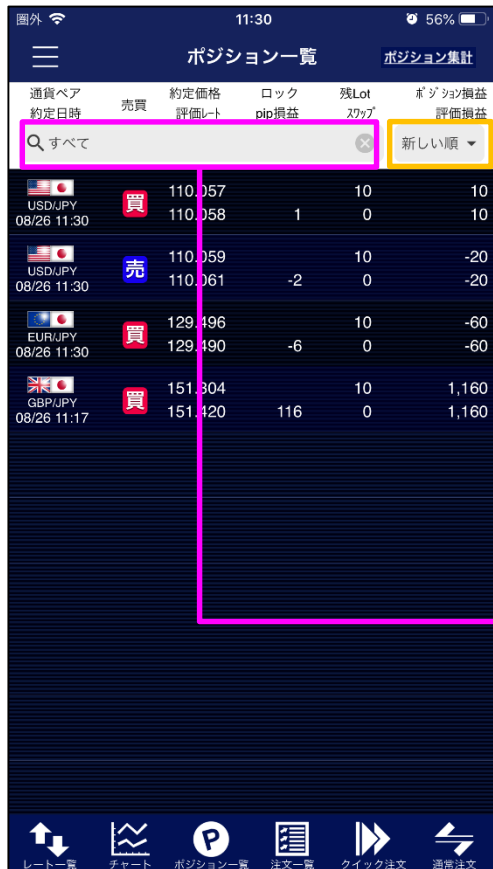 圏外 11:30 56%
ポジション一覧 ポジション集計
通貨ペア 売買 約定価格 ロック 残Lot ポジション損益
約定日時 評価レート pip損益 スワップ 評価損益
すべて 新しい順
USD/JPY 買 110.057 10 10
08/26 11:30 110.058 1 0 10
USD/JPY 売 110.059 10 -20
08/26 11:30 110.061 -2 0 -20
EUR/JPY 買 129.496 10 -60
08/26 11:30 129.490 -6 0 -60
GBP/JPY 買 151.304 10 1,160
08/26 11:17 151.420 116 0 1,160
レート一覧 チャート ポジション一覧 注文一覧 クイック注文 通常注文